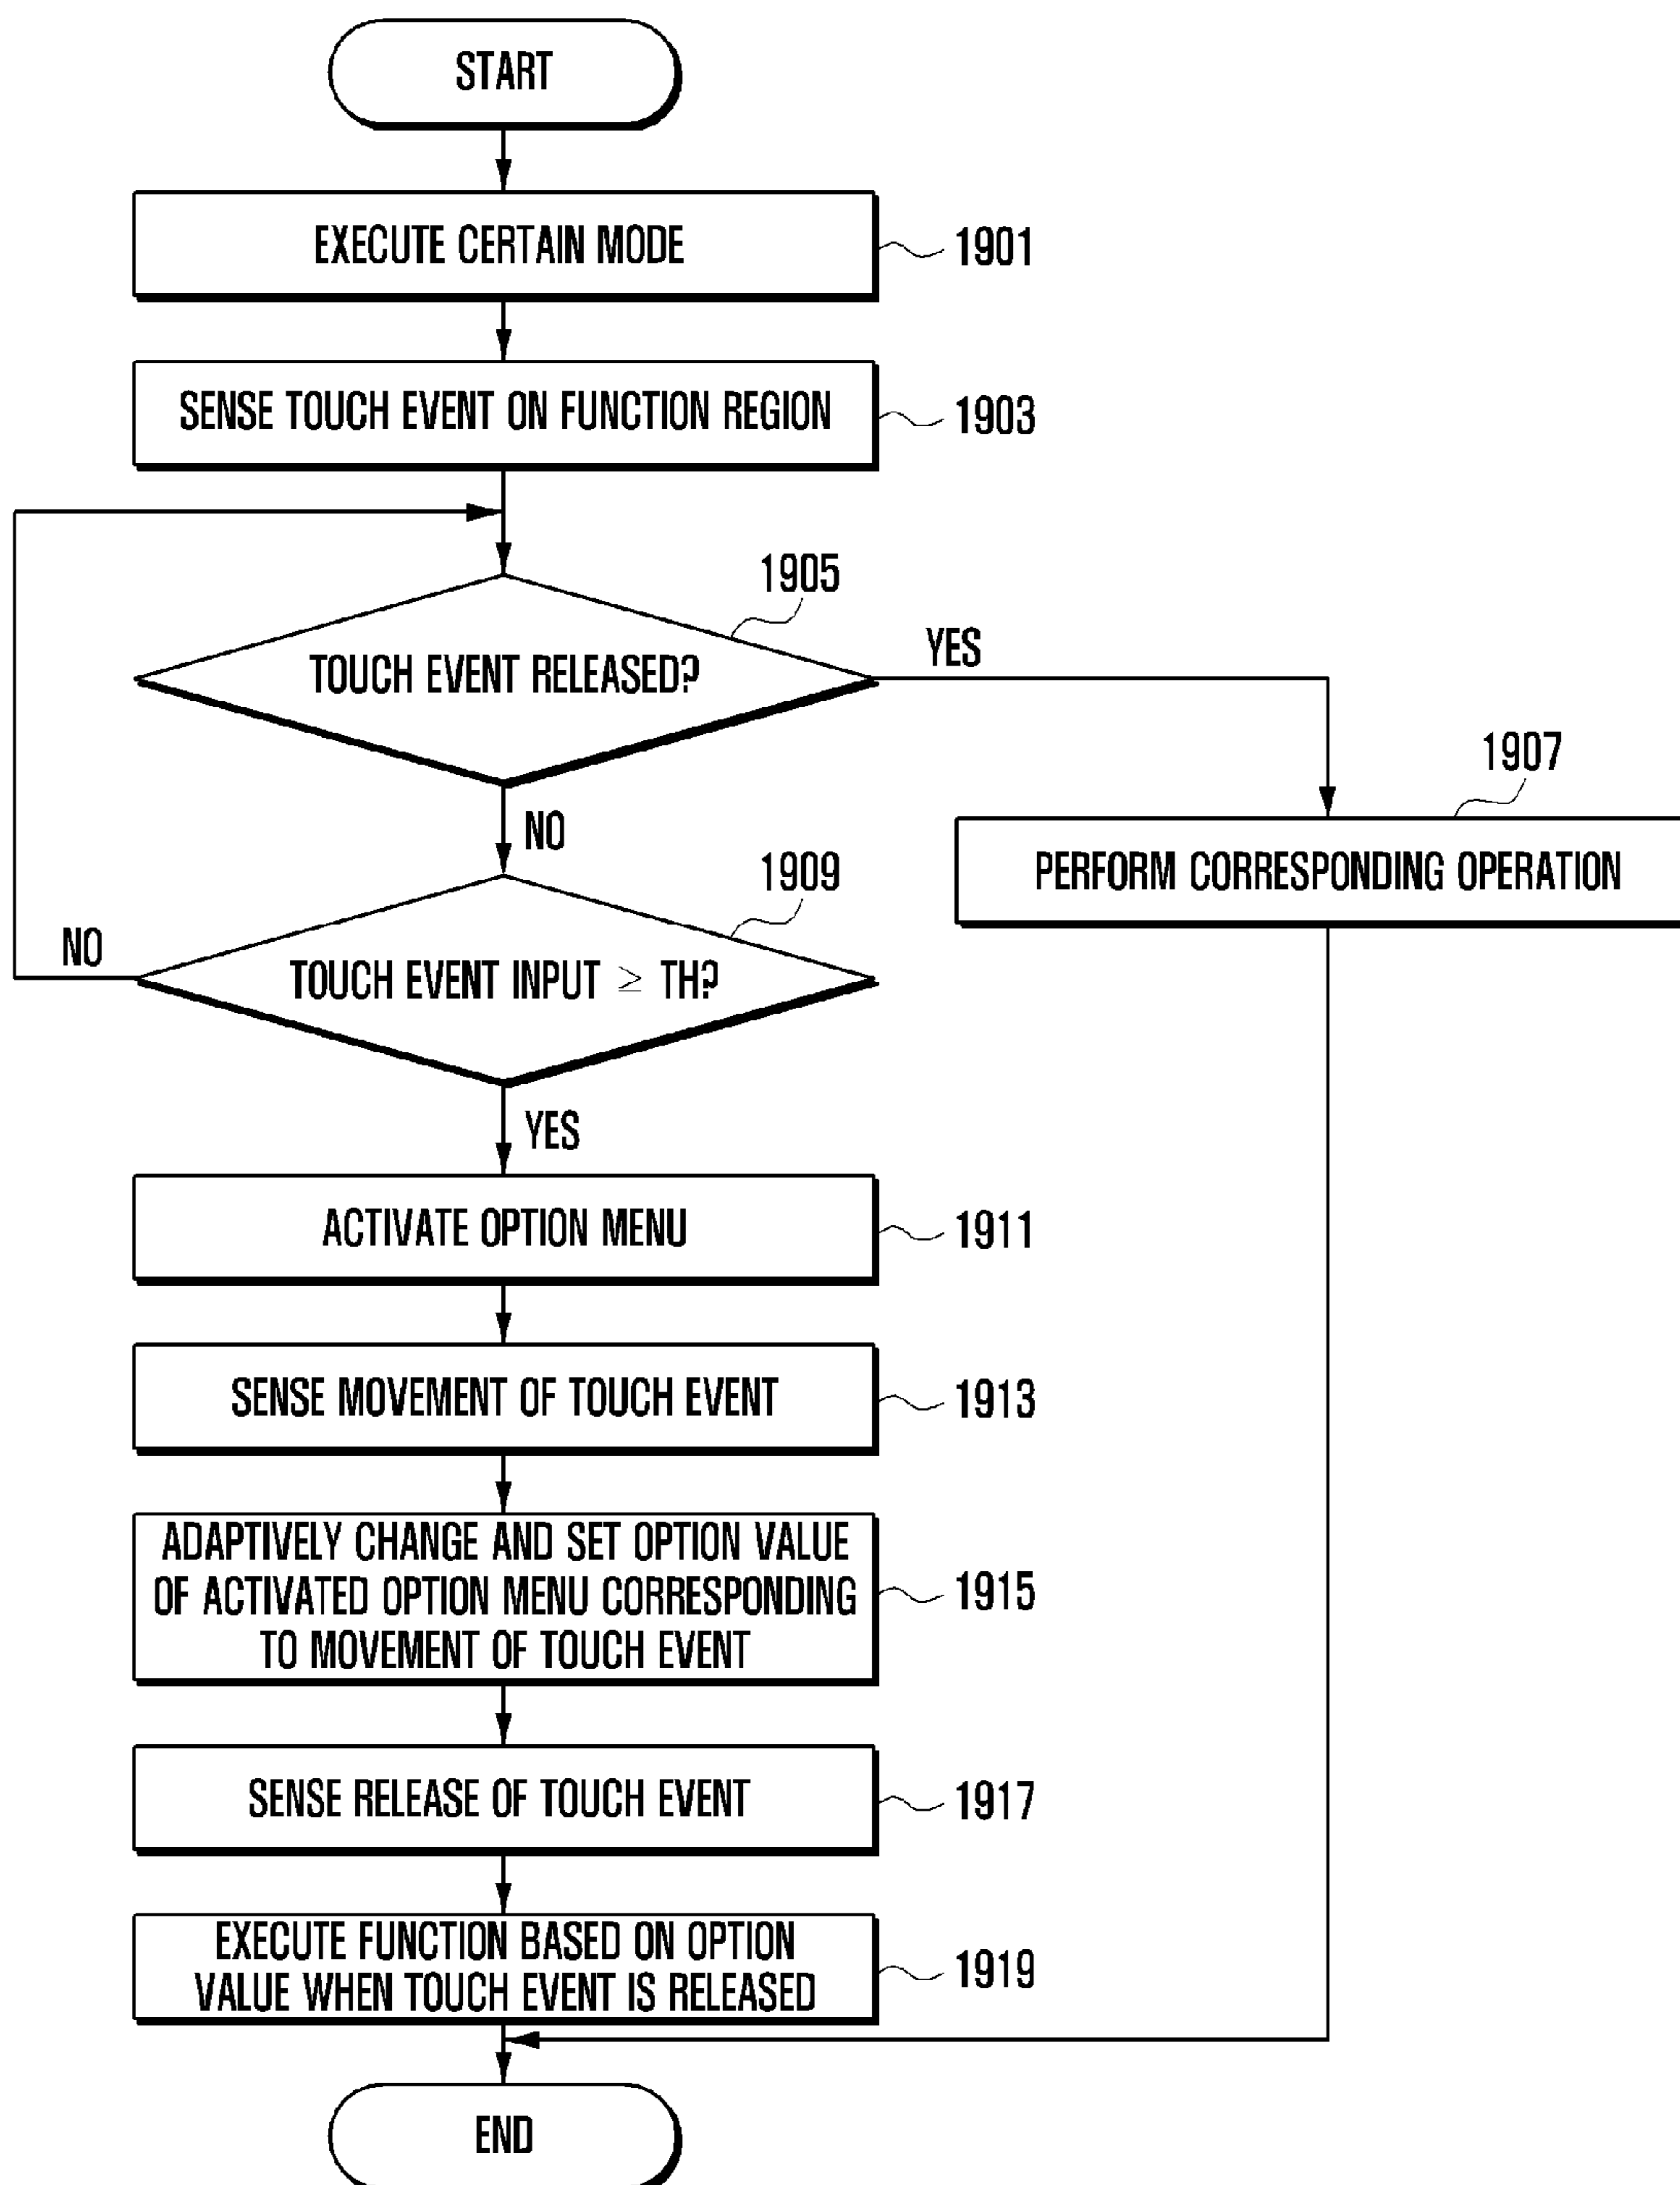 START
EXECUTE CERTAIN MODE
1901
SENSE TOUCH EVENT ON FUNCTION REGION
1903
1905
TOUCH EVENT RELEASED?
YES
NO
1907
PERFORM CORRESPONDING OPERATION
1909
TOUCH EVENT INPUT ≥ TH?
NO
YES
ACTIVATE OPTION MENU
1911
SENSE MOVEMENT OF TOUCH EVENT
1913
ADAPTIVELY CHANGE AND SET OPTION VALUE
OF ACTIVATED OPTION MENU CORRESPONDING
TO MOVEMENT OF TOUCH EVENT
1915
SENSE RELEASE OF TOUCH EVENT
1917
EXECUTE FUNCTION BASED ON OPTION
VALUE WHEN TOUCH EVENT IS RELEASED
1919
END